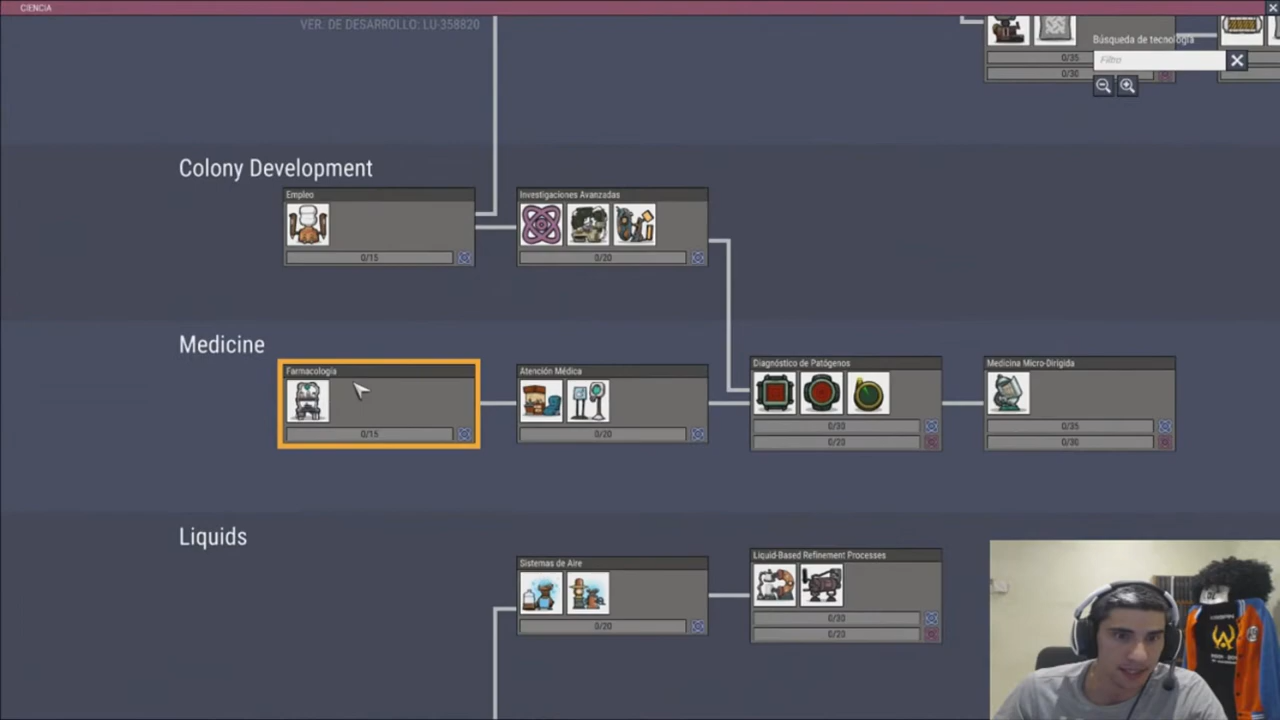 CIENCIA
VER. DE DESARROLLO: LU-358820
Búsqueda de tecnología
Filtro
0/35
0/30
Colony Development
Empleo
0/15
Investigaciones Avanzadas
0/20
Medicine
Farmacología
0/15
Atención Médica
0/20
Diagnóstico de Patógenos
0/30
0/20
Medicina Micro-Dirigida
0/35
0/30
Liquids
Sistemas de Aire
0/20
Liquid-Based Refinement Processes
0/30
0/20